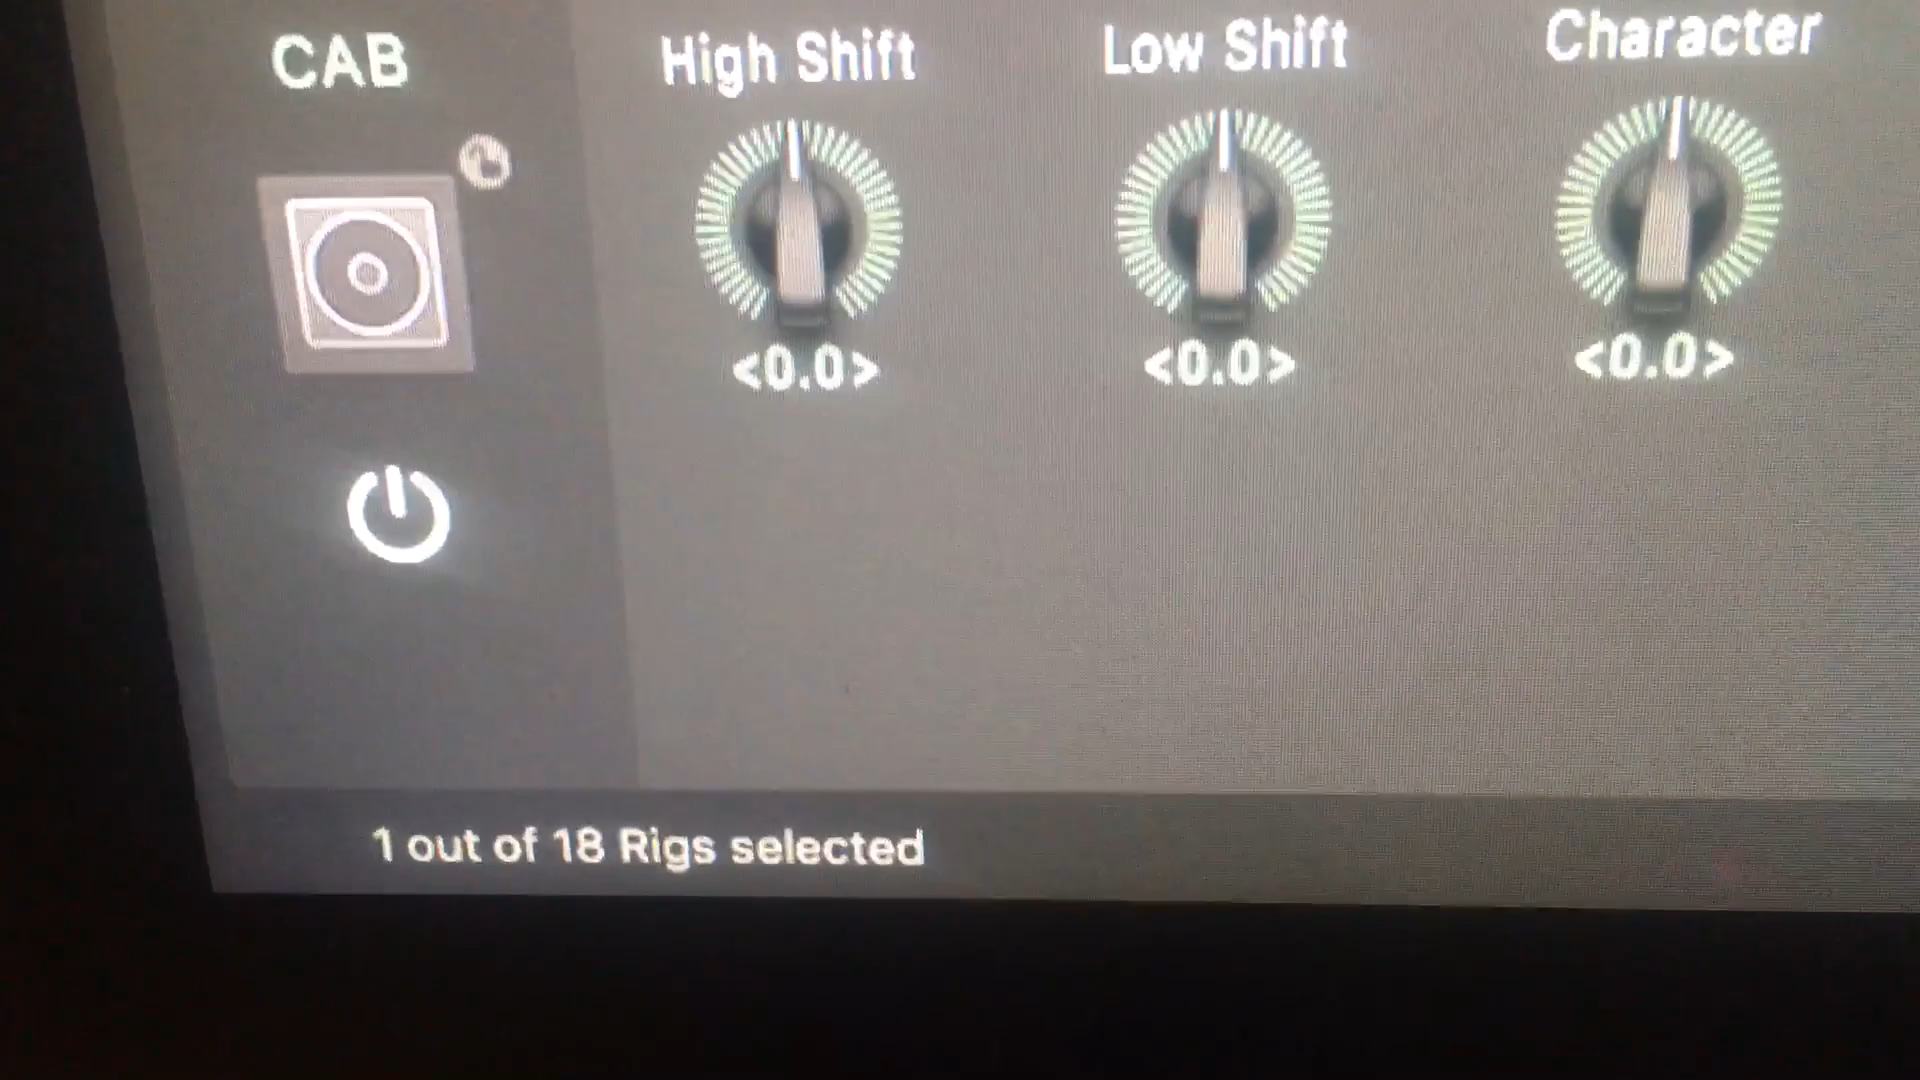 CAB
High Shift
Low Shift
Character
<0.0>
<0.0>
<0.0>
1 out of 18 Rigs selected